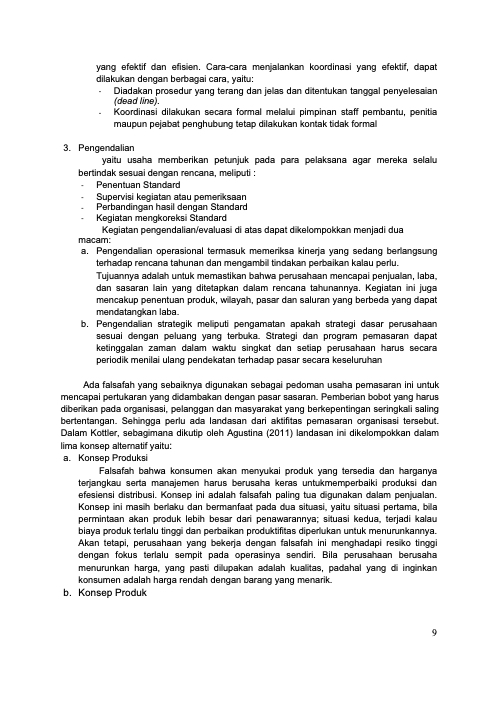 yang efektif dan efisien. Cara-cara menjalankan koordinasi yang efektif, dapat
dilakukan dengan berbagai cara, yaitu:
- Diadakan prosedur yang terang dan jelas dan ditentukan tanggal penyelesaian
(dead line).
- Koordinasi dilakukan secara formal melalui pimpinan staff pembantu, penitia
maupun pejabat penghubung tetap dilakukan kontak tidak formal
3. Pengendalian
yaitu usaha memberikan petunjuk pada para pelaksana agar mereka selalu
bertindak sesuai dengan rencana, meliputi :
- Penentuan Standard
- Supervisi kegiatan atau pemeriksaan
- Perbandingan hasil dengan Standard
- Kegiatan mengkoreksi Standard
Kegiatan pengendalian/evaluasi di atas dapat dikelompokkan menjadi dua
macam:
a. Pengendalian operasional termasuk memeriksa kinerja yang sedang berlangsung
terhadap rencana tahunan dan mengambil tindakan perbaikan kalau perlu.
Tujuannya adalah untuk memastikan bahwa perusahaan mencapai penjualan, laba,
dan sasaran lain yang ditetapkan dalam rencana tahunannya. Kegiatan ini juga
mencakup penentuan produk, wilayah, pasar dan saluran yang berbeda yang dapat
mendatangkan laba.
b. Pengendalian strategik meliputi pengamatan apakah strategi dasar perusahaan
sesuai dengan peluang yang terbuka. Strategi dan program pemasaran dapat
ketinggalan zaman dalam waktu singkat dan setiap perusahaan harus secara
periodik menilai ulang pendekatan terhadap pasar secara keseluruhan
Ada falsafah yang sebaiknya digunakan sebagai pedoman usaha pemasaran ini untuk
mencapai pertukaran yang didambakan dengan pasar sasaran. Pemberian bobot yang harus
diberikan pada organisasi, pelanggan dan masyarakat yang berkepentingan seringkali saling
bertentangan. Sehingga perlu ada landasan dari aktifitas pemasaran organisasi tersebut.
Dalam Kottler, sebagimana dikutip oleh Agustina (2011) landasan ini dikelompokkan dalam
lima konsep alternatif yaitu:
a. Konsep Produksi
Falsafah bahwa konsumen akan menyukai produk yang tersedia dan harganya
terjangkau serta manajemen harus berusaha keras untukmemperbaiki produksi dan
efesiensi distribusi. Konsep ini adalah falsafah paling tua digunakan dalam penjualan.
Konsep ini masih berlaku dan bermanfaat pada dua situasi, yaitu situasi pertama, bila
permintaan akan produk lebih besar dari penawarannya; situasi kedua, terjadi kalau
biaya produk terlalu tinggi dan perbaikan produktifitas diperlukan untuk menurunkannya.
Akan tetapi, perusahaan yang bekerja dengan falsafah ini menghadapi resiko tinggi
dengan fokus terlalu sempit pada operasinya sendiri. Bila perusahaan berusaha
menurunkan harga, yang pasti dilupakan adalah kualitas, padahal yang di inginkan
konsumen adalah harga rendah dengan barang yang menarik.
b. Konsep Produk
9